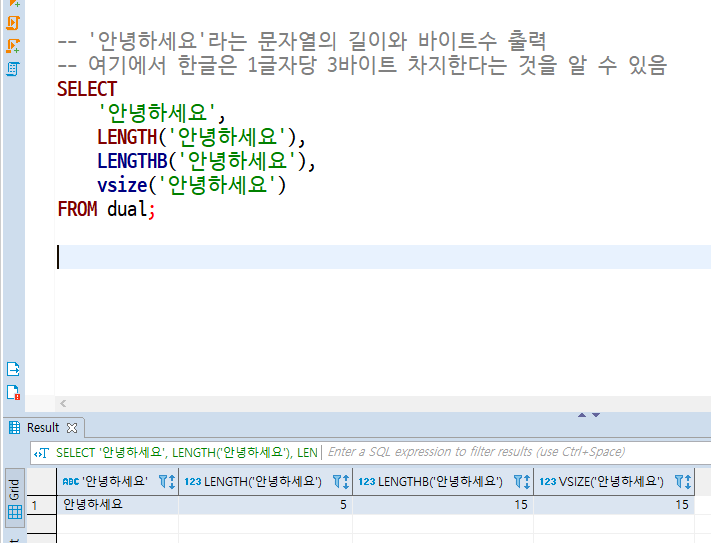 -- '안녕하세요'라는 문자열의 길이와 바이트수 출력
-- 여기에서 한글은 1글자당 3바이트 차지한다는 것을 알 수 있음
SELECT
'안녕하세요',
LENGTH('안녕하세요'),
LENGTHB('안녕하세요'),
vsize('안녕하세요')
FROM dual;
Result
SELECT '안녕하세요', LENGTH('안녕하세요'), LEN Enter a SQL expression to filter results (use Ctrl+Space)
Grid
ABC '안녕하세요' 123 LENGTH('안녕하세요') 123 LENGTHB('안녕하세요') 123 VSIZE('안녕하세요')
1 안녕하세요 5 15 15